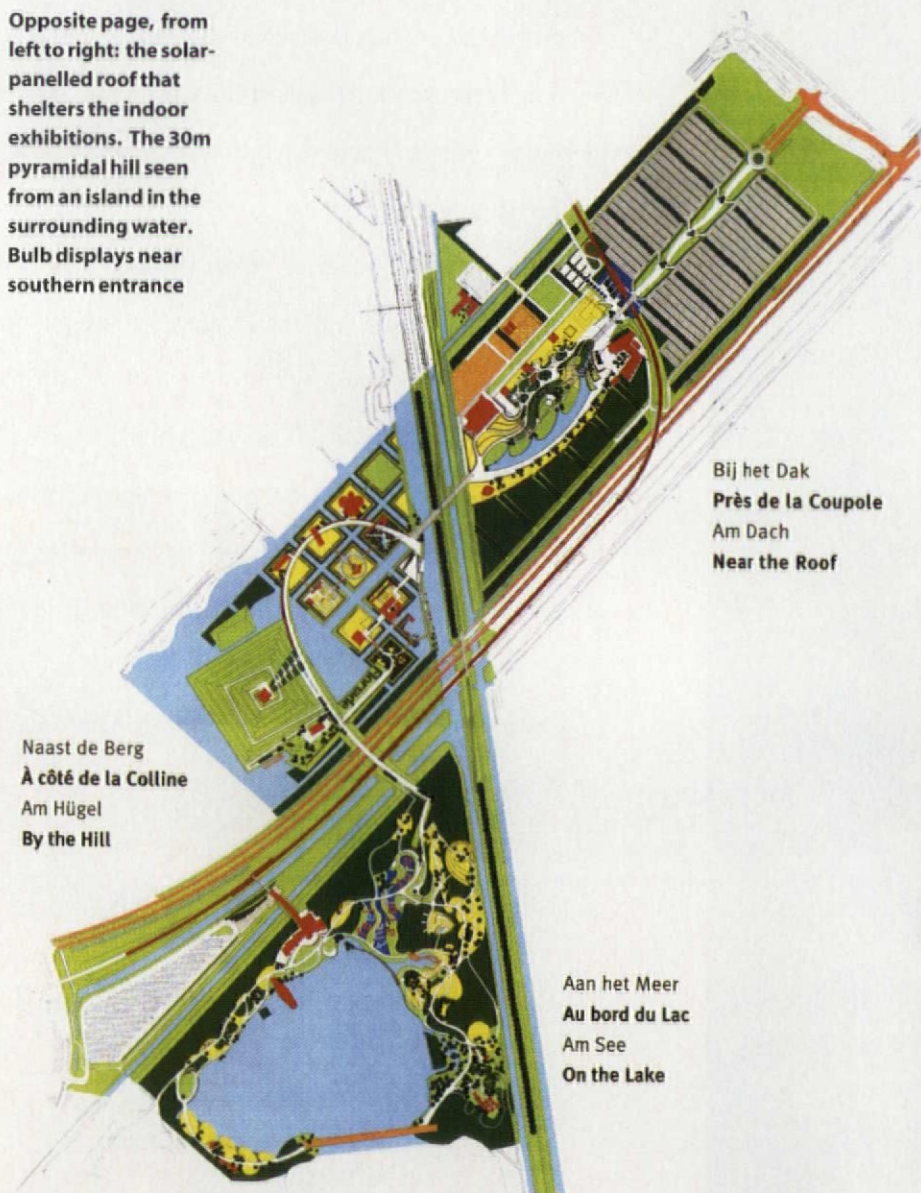 Opposite page, from
left to right: the solar-
panelled roof that
shelters the indoor
exhibitions. The 30m
pyramidal hill seen
from an island in the
surrounding water.
Bulb displays near
southern entrance
Bij het Dak
Près de la Coupole
Am Dach
Near the Roof
Naast de Berg
À côté de la Colline
Am Hügel
By the Hill
Floriade
Aan het Meer
Au bord du Lac
Am See
On the Lake